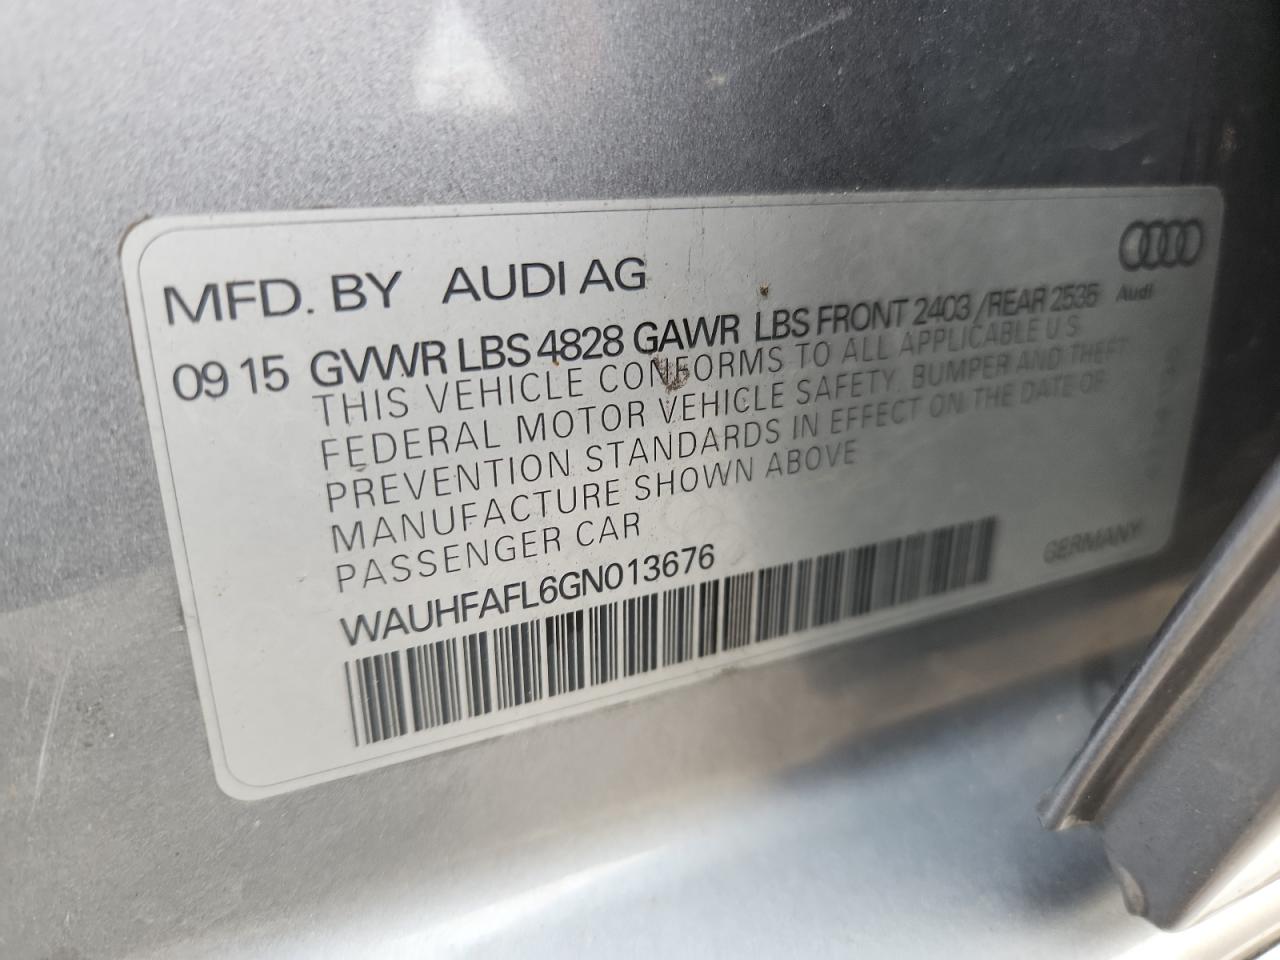 MFD. BY AUDI AG
Audi
09 15 GVWR LBS 4828 GAWR LBS FRONT 2403 /REAR 2535
THIS VEHICLE CONFORMS TO ALL APPLICABLE U S
FEDERAL MOTOR VEHICLE SAFETY, BUMPER AND THEFT
PREVENTION STANDARDS IN EFFECT ON THE DATE OF
MANUFACTURE SHOWN ABOVE
PASSENGER CAR
WAUHFAFL6GN013676
GERMANY